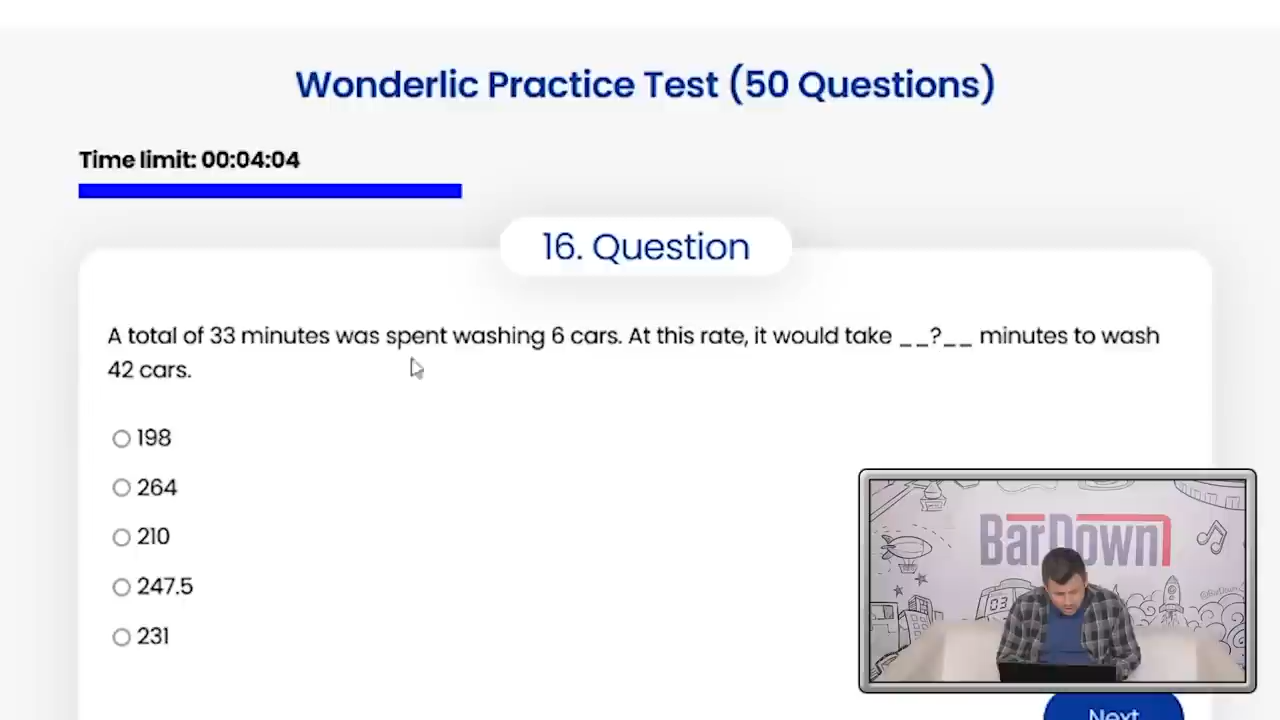 Wonderlic Practice Test (50 Questions)
Time limit: 00:04:04
16. Question
A total of 33 minutes was spent washing 6 cars. At this rate, it would take __?__ minutes to wash
42 cars.
198
264
210
247.5
231
BarDown
03
Next